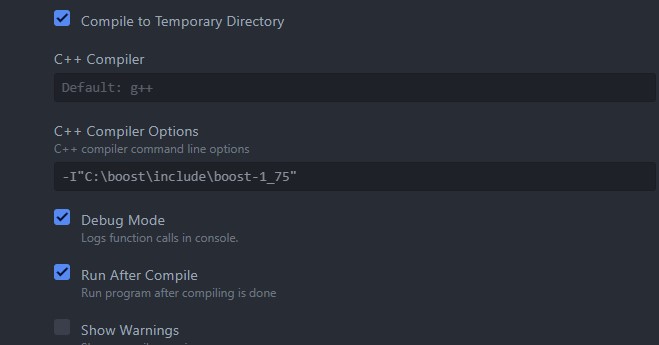 Compile to Temporary Directory
C++ Compiler
Default: g++
C++ Compiler Options
C++ compiler command line options
-I"C:\boost\include\boost-1_75"
Debug Mode
Logs function calls in console.
Run After Compile
Run program after compiling is done
Show Warnings